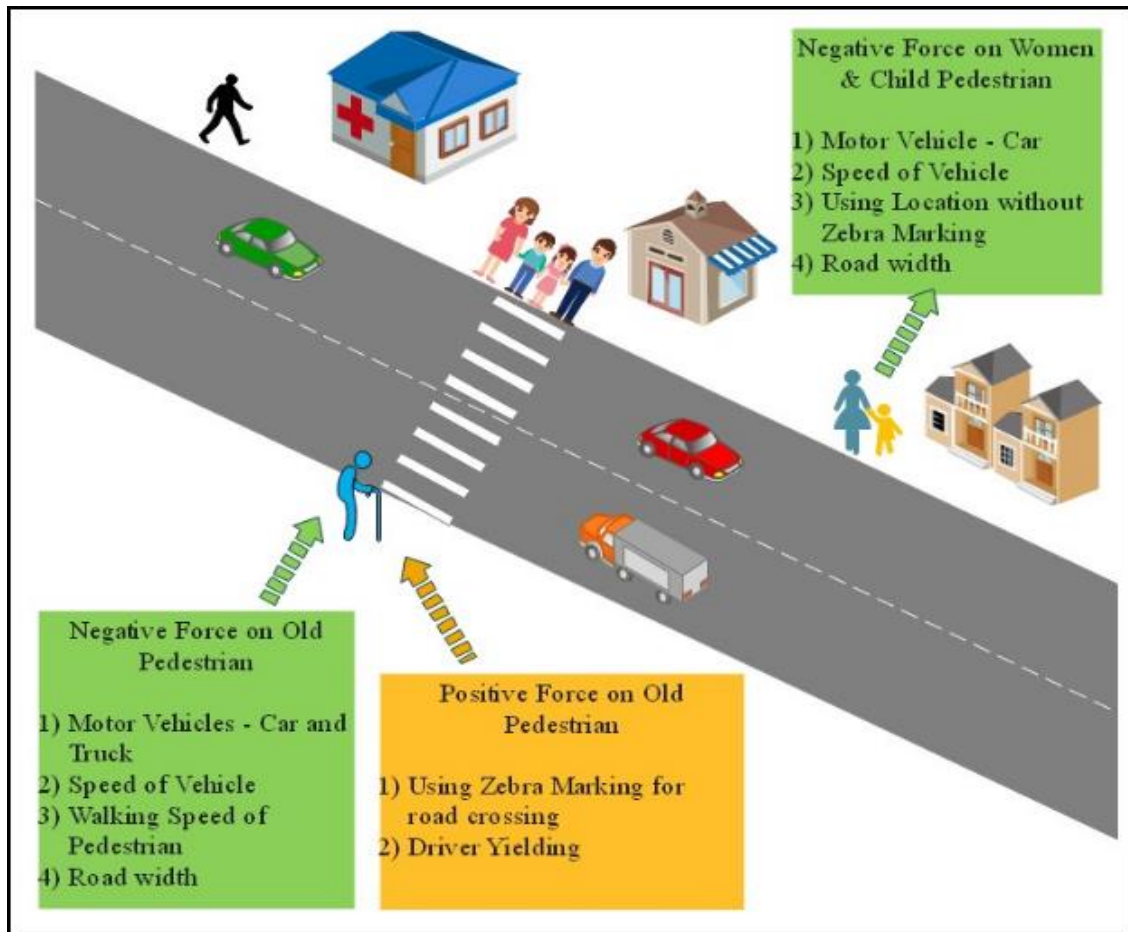 Negative Force on Women
& Child Pedestrian
1) Motor Vehicle - Car
2) Speed of Vehicle
3) Using Location without
Zebra Marking
4) Road width
Negative Force on Old
Pedestrian
1) Motor Vehicles - Car and
Truck
2) Speed of Vehicle
3) Walking Speed of
Pedestrian
4) Road width
Positive Force on Old
Pedestrian
1) Using Zebra Marking for
road crossing
2) Driver Yielding